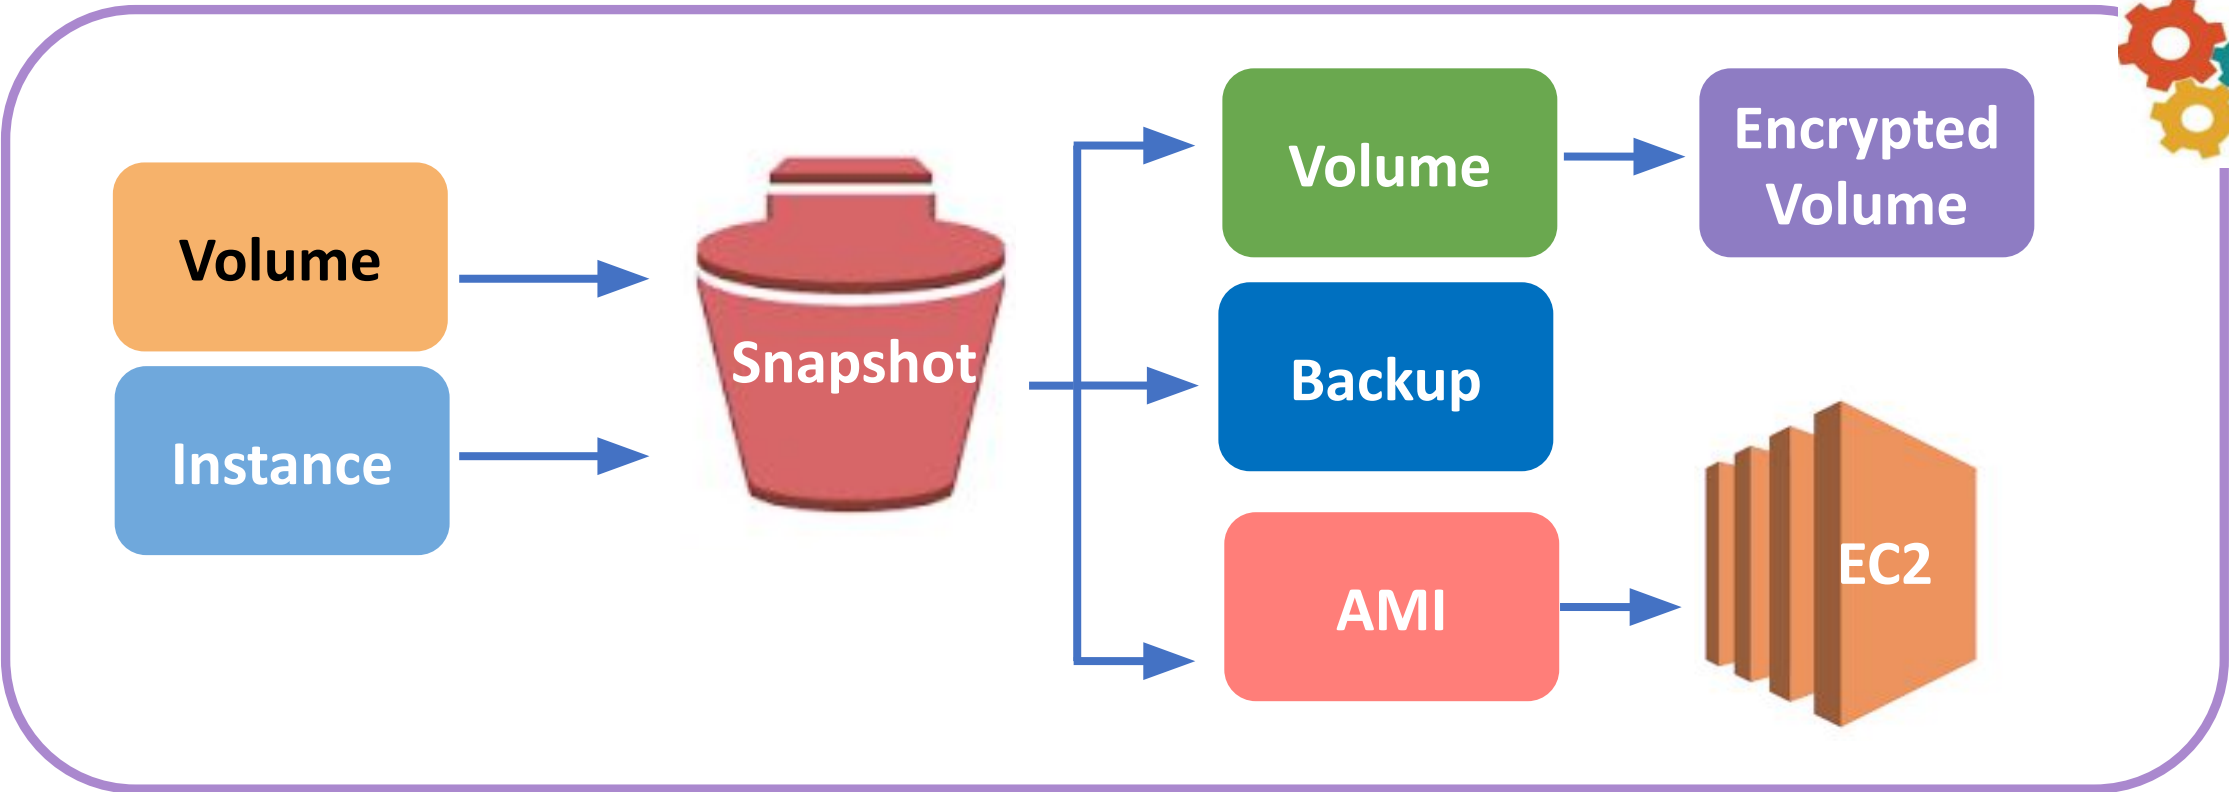 Volume
Instance
Snapshot
Volume
Encrypted
Volume
Backup
AMI
EC2